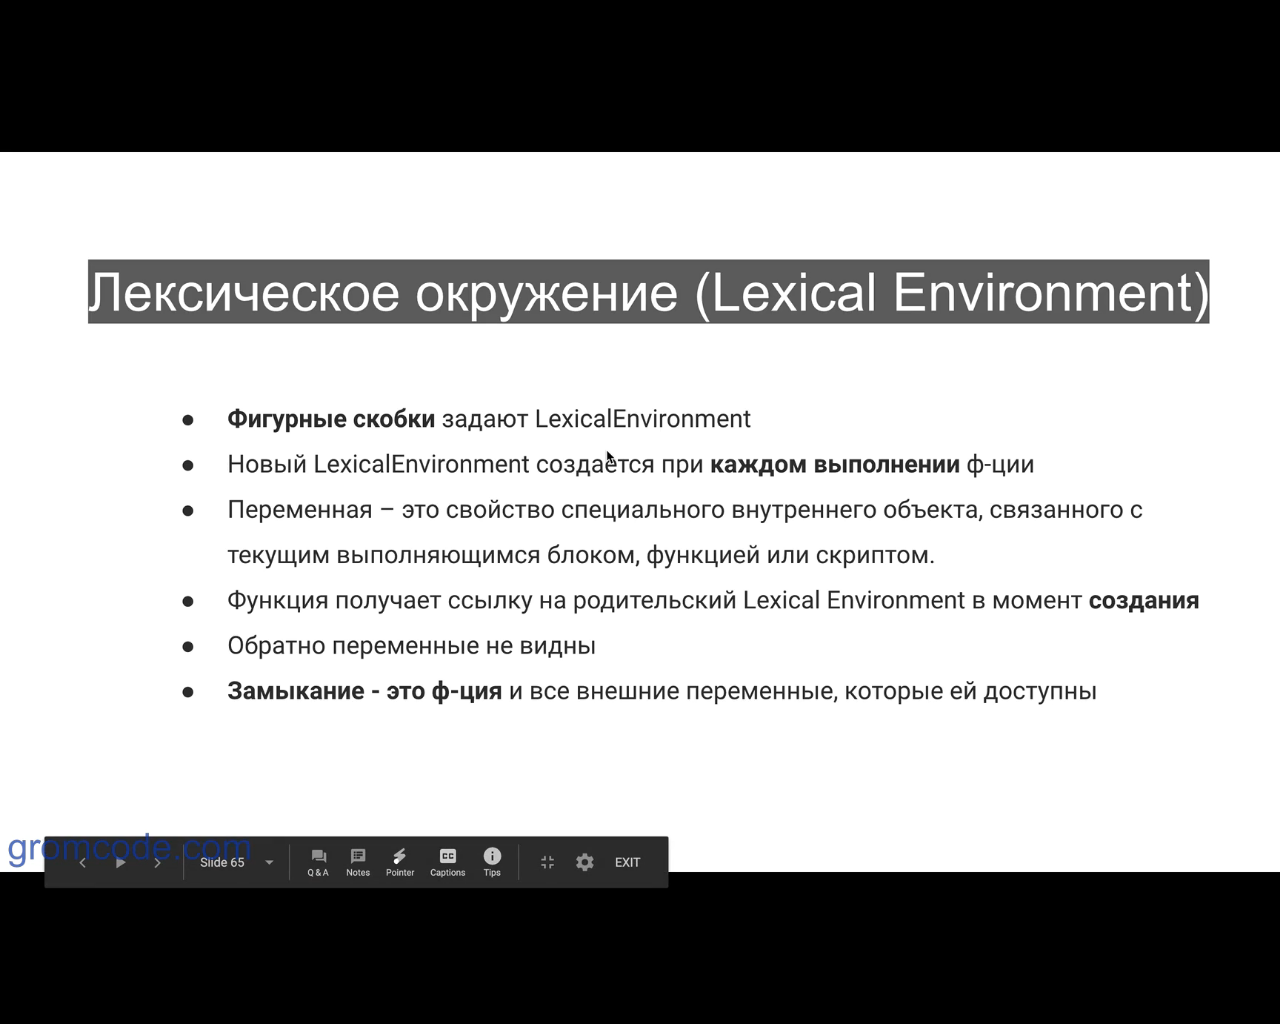 Лексическое окружение (Lexical Environment)
● Фигурные скобки задают LexicalEnvironment
● Новый LexicalEnvironment создается при каждом выполнении ф-ции
● Переменная – это свойство специального внутреннего объекта, связанного с
текущим выполняющимся блоком, функцией или скриптом.
● Функция получает ссылку на родительский Lexical Environment в момент создания
● Обратно переменные не видны
● Замыкание - это ф-ция и все внешние переменные, которые ей доступны
gromcode.com
Slide 65
Q & A Notes Pointer Captions Tips EXIT